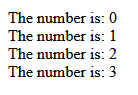 The number is: 0
The number is: 1
The number is: 2
The number is: 3